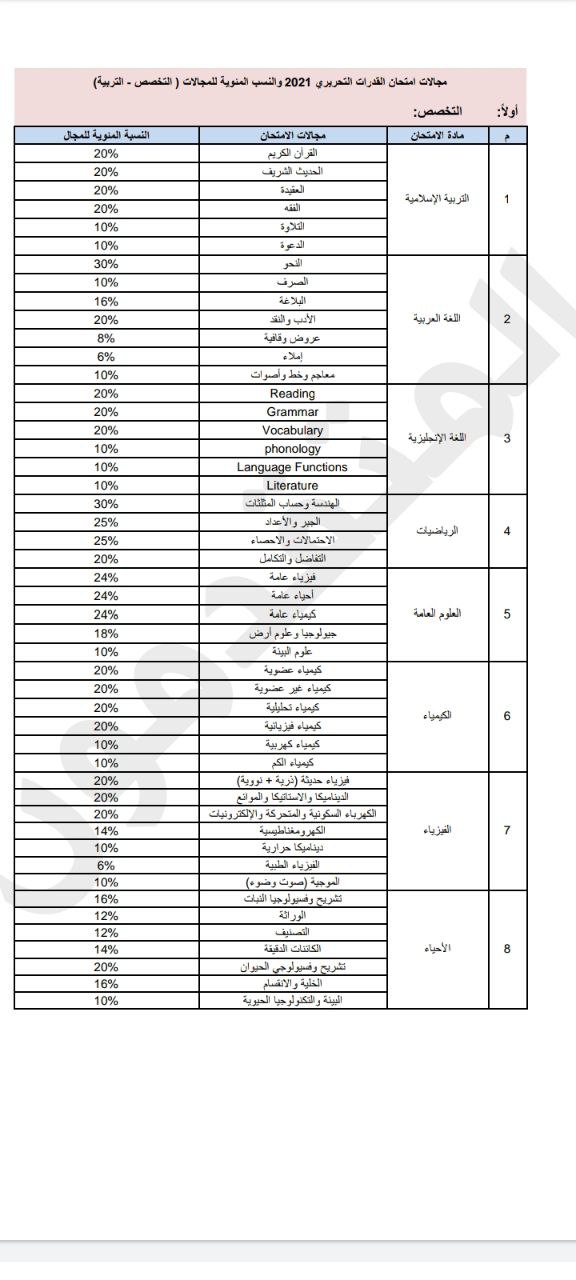 مجالات امتحان القدرات التحريري 2021 والنسب المئوية للمجالات ( التخصص - التربية)
أولاً: التخصص:
م مادة الامتحان مجالات الامتحان النسبة المئوية للمجال
1 التربية الإسلامية
القرآن الكريم 20%
الحديث الشريف 20%
العقيدة 20%
الفقه 20%
التلاوة 10%
الدعوة 10%
2 اللغة العربية
النحو 30%
الصرف 10%
البلاغة 16%
الأدب والنقد 20%
عروض وقافية 8%
إملاء 6%
معاجم وخط وأصوات 10%
3 اللغة الإنجليزية
Reading 20%
Grammar 20%
Vocabulary 20%
phonology 10%
Language Functions 10%
Literature 10%
4 الرياضيات
الهندسة وحساب المثلثات 30%
الجبر والأعداد 25%
الاحتمالات والاحصاء 25%
التفاضل والتكامل 20%
5 العلوم العامة
فيزياء عامة 24%
أحياء عامة 24%
كيمياء عامة 24%
جيولوجيا وعلوم أرض 18%
علوم البيئة 10%
6 الكيمياء
كيمياء عضوية 20%
كيمياء غير عضوية 20%
كيمياء تحليلية 20%
كيمياء فيزيائية 20%
كيمياء كهربية 10%
كيمياء الكم 10%
7 الفيزياء
فيزياء حديثة (ذرية + نووية) 20%
الديناميكا والاستاتيكا والموائع 20%
الكهرباء السكونية والمتحركة والإلكترونيات 20%
الكهرومغناطيسية 14%
ديناميكا حرارية 10%
الفيزياء الطبية 6%
الموجية (صوت وضوء) 10%
8 الأحياء
تشريح وفسيولوجيا النبات 16%
الوراثة 12%
التصنيف 12%
الكائنات الدقيقة 14%
تشريح وفسيولوجي الحيوان 20%
الخلية والانقسام 16%
البيئة والتكنولوجيا الحيوية 10%